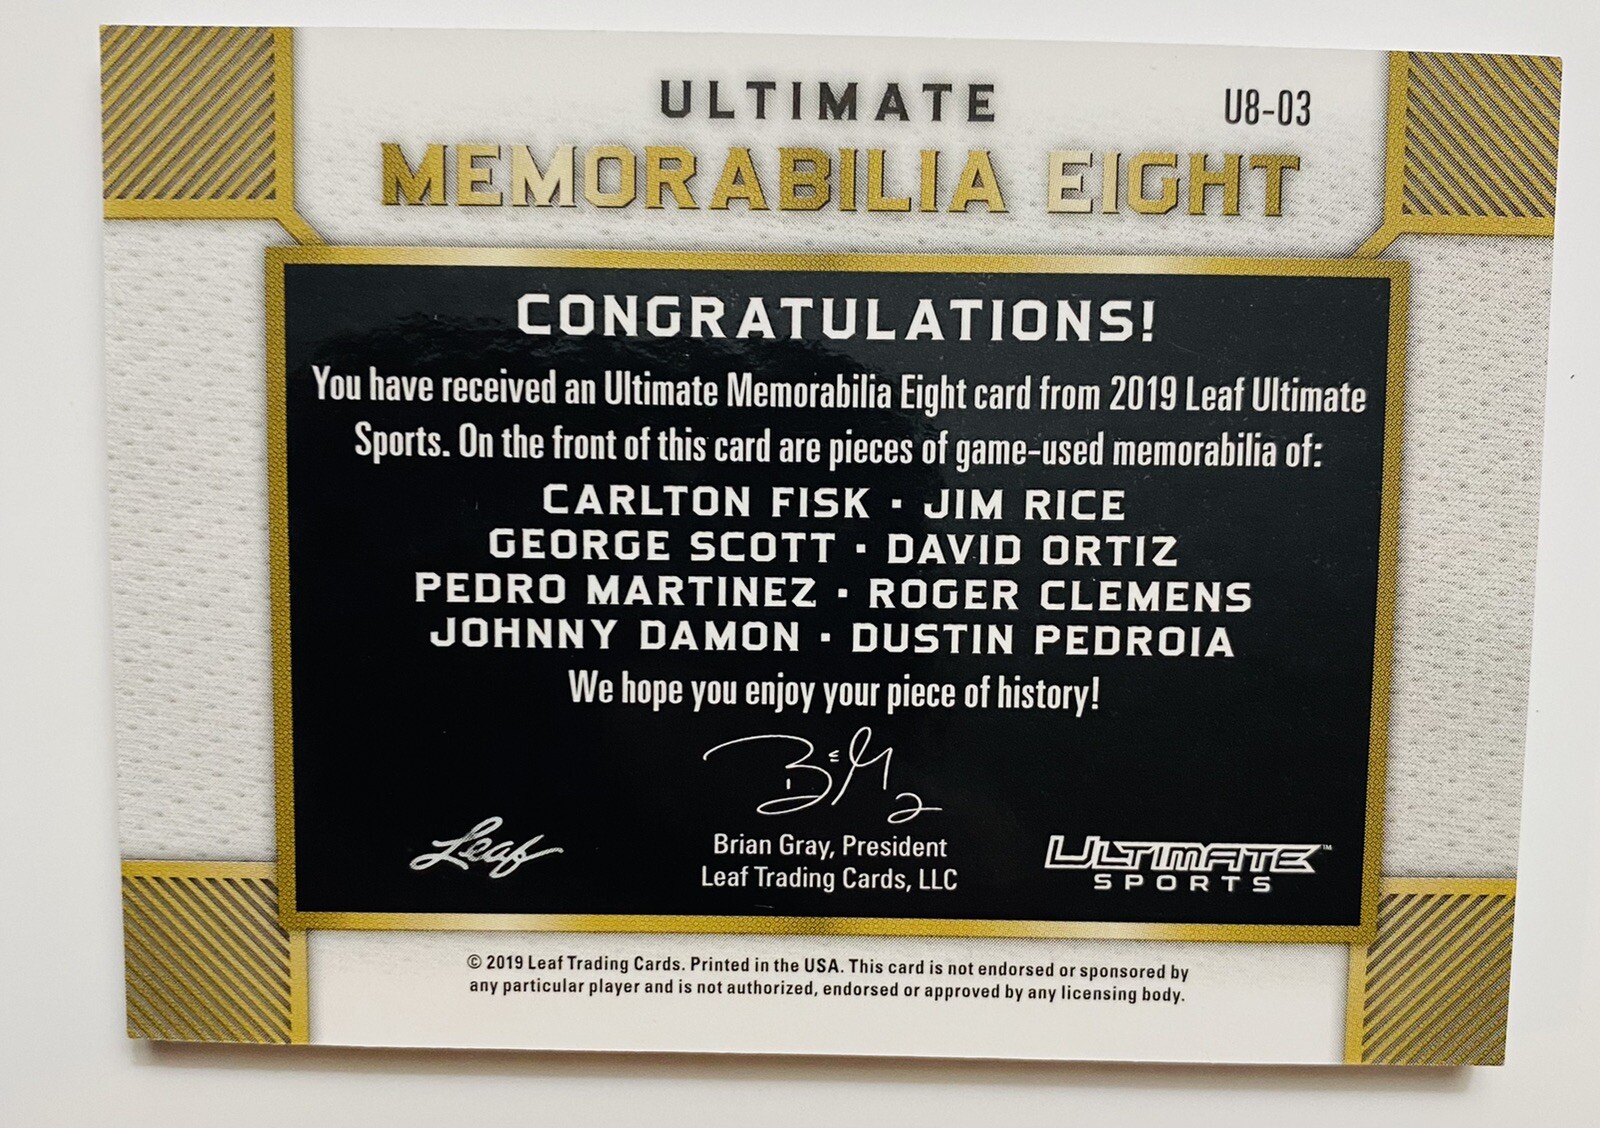 ULTIMATE
U8-03
MEMORABILIA EIGHT
CONGRATULATIONS!
You have received an Ultimate Memorabilia Eight card from 2019 Leaf Ultimate
Sports. On the front of this card are pieces of game-used memorabilia of:
CARLTON FISK · JIM RICE
GEORGE SCOTT · DAVID ORTIZ
PEDRO MARTINEZ · ROGER CLEMENS
JOHNNY DAMON · DUSTIN PEDROIA
We hope you enjoy your piece of history!
Brian Gray, President
Leaf Trading Cards, LLC
Leaf
ULTIMATE™
SPORTS
© 2019 Leaf Trading Cards. Printed in the USA. This card is not endorsed or sponsored by
any particular player and is not authorized, endorsed or approved by any licensing body.